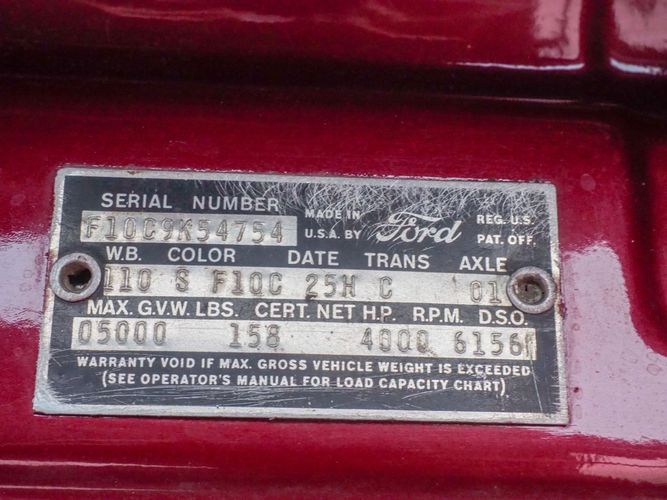 SERIAL NUMBER
F10C9K54754
MADE IN
U.S.A. BY
Ford
REG. U.S.
PAT. OFF.
W.B. COLOR DATE TRANS AXLE
110 S F10C 25H C 01
MAX. G.V.W. LBS. CERT. NET H.P. R.P.M. D.S.O.
05000 158 4000 6156
WARRANTY VOID IF MAX. GROSS VEHICLE WEIGHT IS EXCEEDED
(SEE OPERATOR'S MANUAL FOR LOAD CAPACITY CHART)